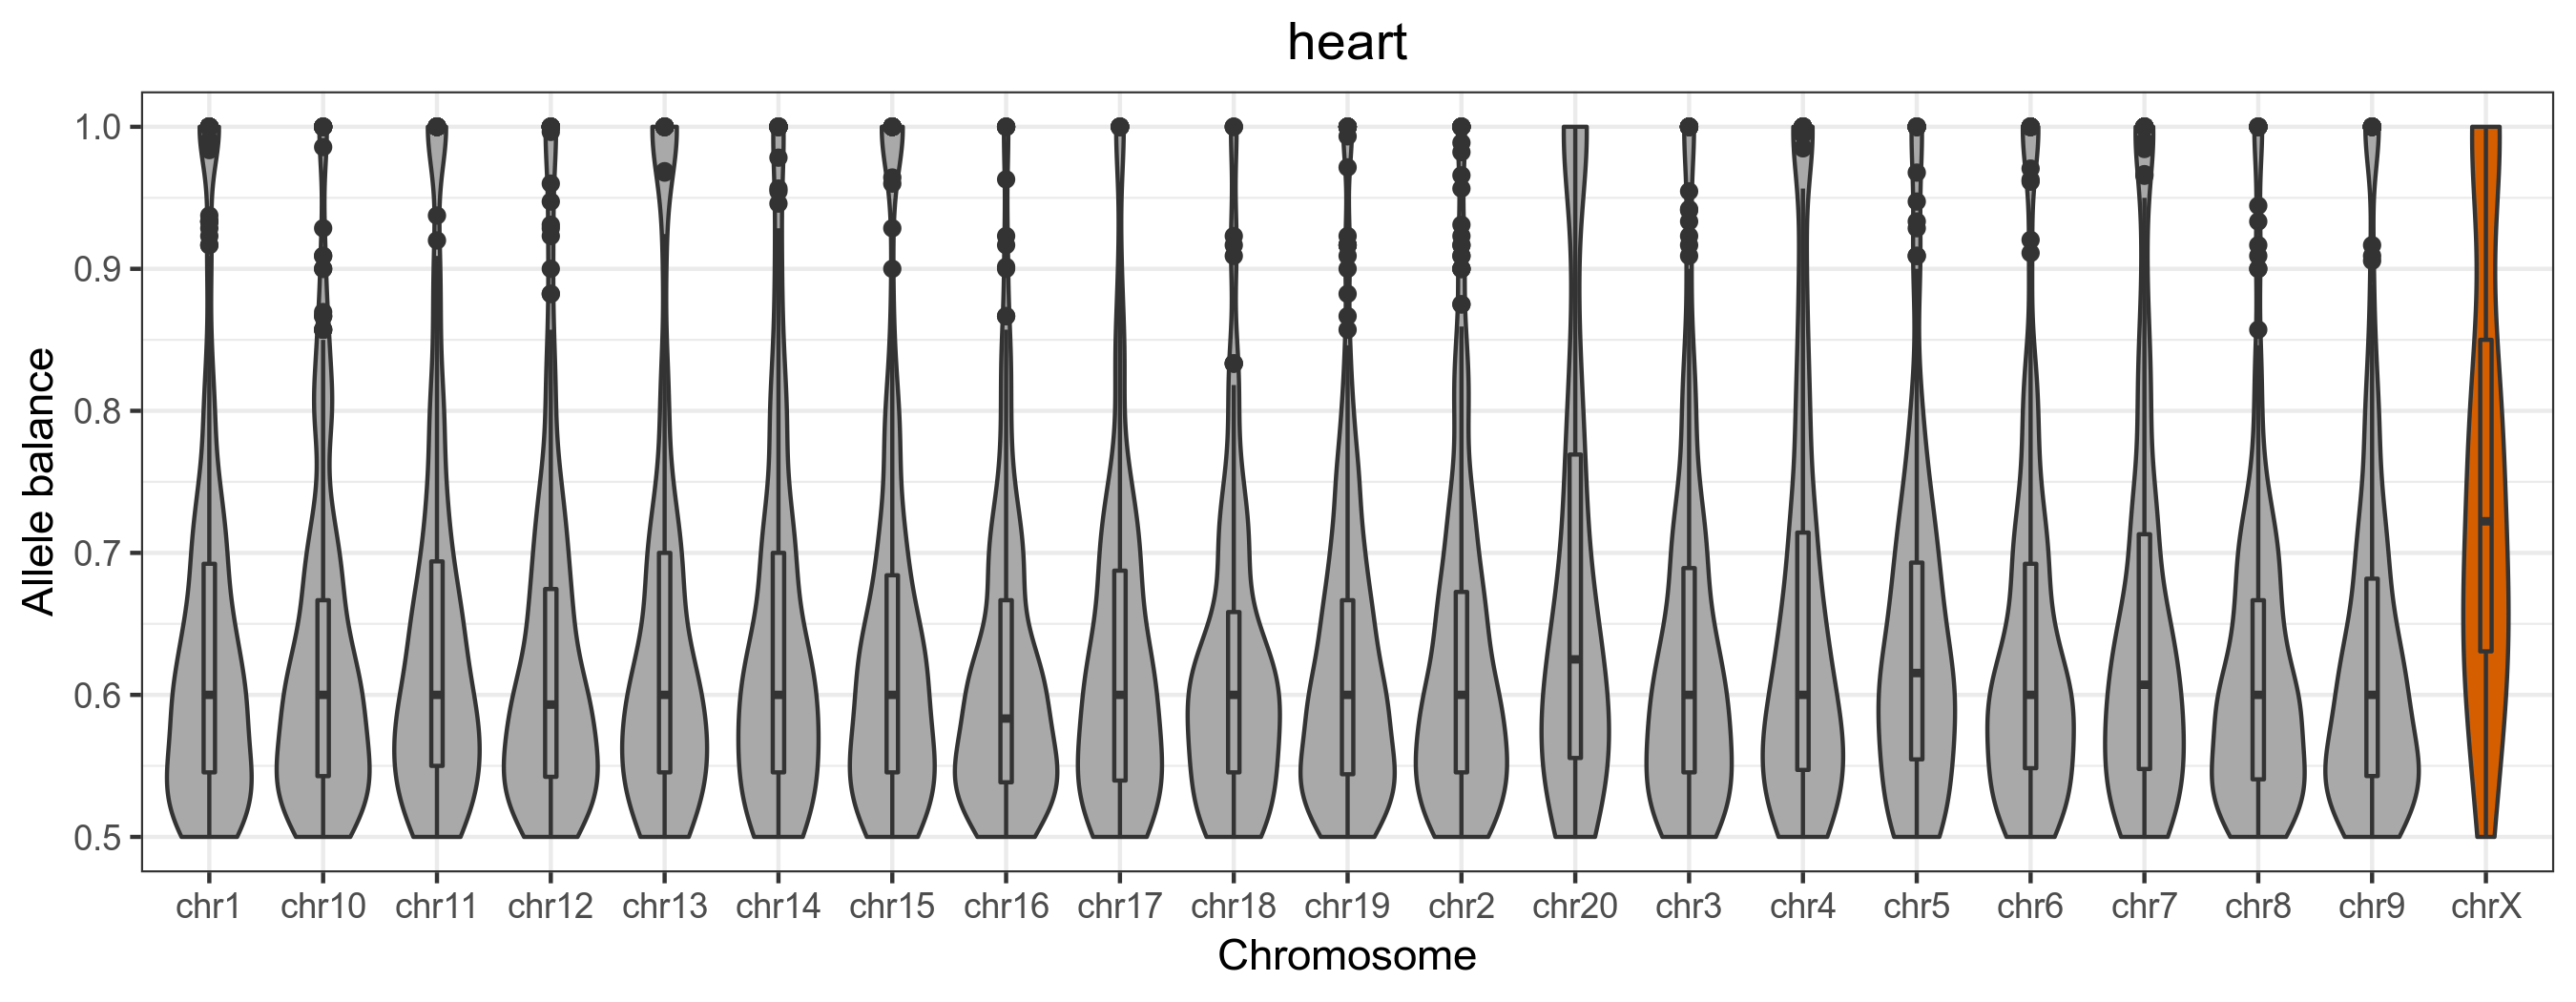 heart
Allele balance
1.0
0.9
0.8
0.7
0.6
0.5
chr1 chr10 chr11 chr12 chr13 chr14 chr15 chr16 chr17 chr18 chr19 chr2 chr20 chr3 chr4 chr5 chr6 chr7 chr8 chr9 chrX
Chromosome